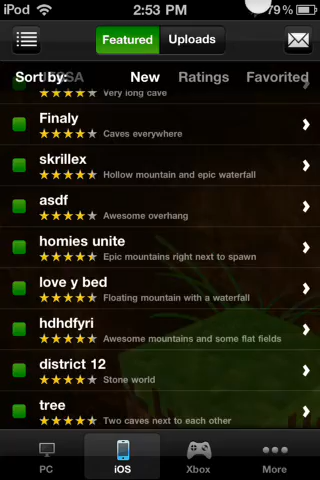 iPod 2:53 PM 79%
Featured Uploads
Sort by: New Ratings Favorited
Very long cave
Finaly
Caves everywhere
skrillex
Hollow mountain and epic waterfall
asdf
Awesome overhang
homies unite
Epic mountains right next to spawn
love y bed
Floating mountain with a waterfall
hdhdfyri
Awesome mountains and some flat fields
district 12
Stone world
tree
Two caves next to each other
PC iOS Xbox More